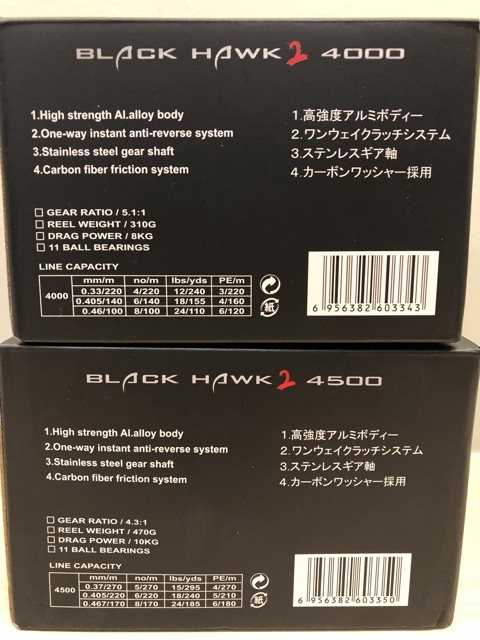 BLACK HAWK 2 4000
1.High strength Al.alloy body
2.One-way instant anti-reverse system
3.Stainless steel gear shaft
4.Carbon fiber friction system
1.高強度アルミボディー
2.ワンウェイクラッチシステム
3.ステンレスギア軸
4.カーボンワッシャー採用
GEAR RATIO / 5.1:1
REEL WEIGHT / 310G
DRAG POWER / 8KG
11 BALL BEARINGS
LINE CAPACITY
4000
mm/m no/m lbs/yds PE/m
0.33/220 4/220 12/240 3/220
0.405/140 6/140 18/155 4/160
0.46/100 8/100 24/110 6/120
紙
6 956382 603343
BLACK HAWK 2 4500
1.High strength Al.alloy body
2.One-way instant anti-reverse system
3.Stainless steel gear shaft
4.Carbon fiber friction system
1.高強度アルミボディー
2.ワンウェイクラッチシステム
3.ステンレスギア軸
4.カーボンワッシャー採用
GEAR RATIO / 4.3:1
REEL WEIGHT / 470G
DRAG POWER / 10KG
11 BALL BEARINGS
LINE CAPACITY
4500
mm/m no/m lbs/yds PE/m
0.37/270 5/270 15/295 4/270
0.405/220 6/220 18/240 5/210
0.467/170 8/170 24/185 6/180
紙
6 956382 603350